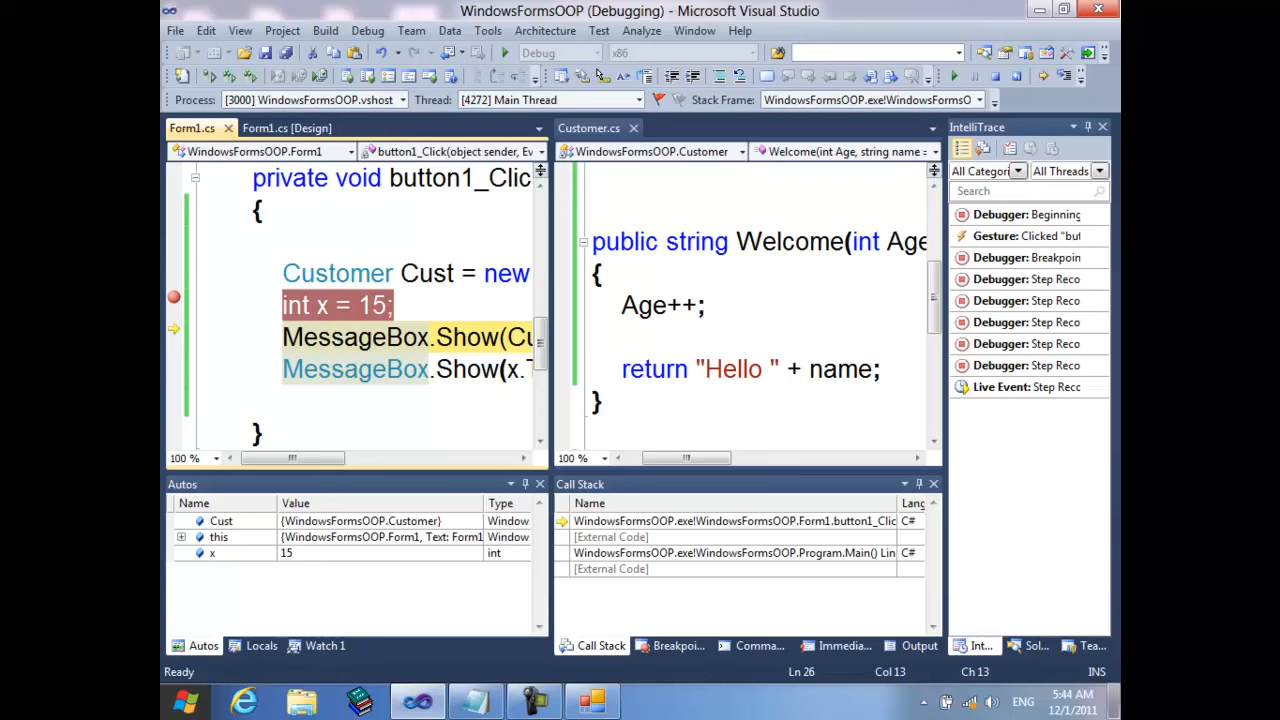 WindowsFormsOOP (Debugging) - Microsoft Visual Studio
File Edit View Project Build Debug Team Data Tools Architecture Test Analyze Window Help
Debug x86
Process: [3000] WindowsFormsOOP.vshost Thread: [4272] Main Thread Stack Frame: WindowsFormsOOP.exe!WindowsFormsO
Form1.cs Form1.cs [Design]
WindowsFormsOOP.Form1 button1_Click(object sender, Ev
private void button1_Clic
{
Customer Cust = new
int x = 15;
MessageBox.Show(Cu
MessageBox.Show(x.T
}
100 %
Customer.cs
WindowsFormsOOP.Customer Welcome(int Age, string name =
public string Welcome(int Age
{
Age++;
return "Hello " + name;
}
100 %
IntelliTrace
All Categori All Threads
Search
Debugger: Beginning
Gesture: Clicked "but
Debugger: Breakpoin
Debugger: Step Reco
Debugger: Step Reco
Debugger: Step Reco
Debugger: Step Reco
Debugger: Step Reco
Live Event: Step Reco
Autos
Name Value Type
Cust {WindowsFormsOOP.Customer} Window
this {WindowsFormsOOP.Form1, Text: Form1 Window
x 15 int
Autos Locals Watch 1
Call Stack
Name Lang
WindowsFormsOOP.exe!WindowsFormsOOP.Form1.button1_Clic C#
[External Code]
WindowsFormsOOP.exe!WindowsFormsOOP.Program.Main() Lin C#
[External Code]
Call Stack Breakpoi... Comma... Immedia... Output
Int... Sol... Tea...
Ready Ln 26 Col 13 Ch 13 INS
ENG 5:44 AM
12/1/2011